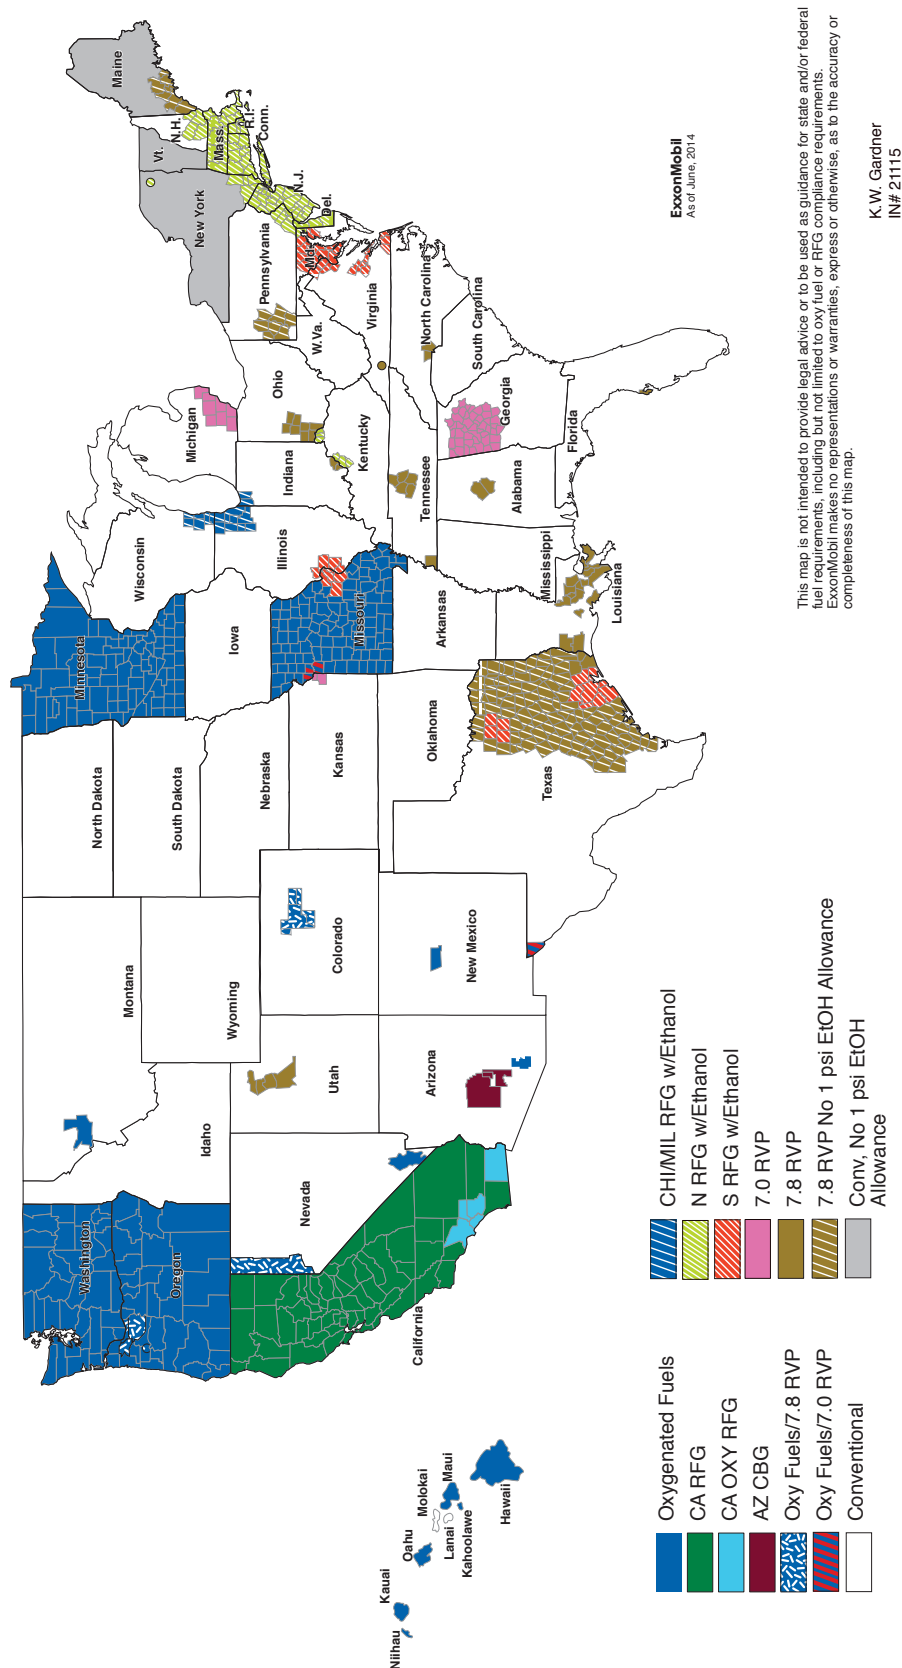 Maine
N.H.
Vt.
Mass.
R.I.
Conn.
New York
N.J.
Del.
Pennsylvania
Md.
Virginia
W.Va.
North Carolina
South Carolina
Ohio
Michigan
Georgia
Florida
Kentucky
Indiana
Tennessee
Alabama
Illinois
Wisconsin
Mississippi
Louisiana
Minnesota
Iowa
Missouri
Arkansas
North Dakota
South Dakota
Nebraska
Kansas
Oklahoma
Texas
Montana
Wyoming
Colorado
New Mexico
Idaho
Utah
Arizona
Nevada
Washington
Oregon
California
Niihau
Kauai
Oahu
Molokai
Lanai
Maui
Kahoolawe
Hawaii
Oxygenated Fuels
CA RFG
CA OXY RFG
AZ CBG
Oxy Fuels/7.8 RVP
Oxy Fuels/7.0 RVP
Conventional
CHI/MIL RFG w/Ethanol
N RFG w/Ethanol
S RFG w/Ethanol
7.0 RVP
7.8 RVP
7.8 RVP No 1 psi EtOH Allowance
Conv, No 1 psi EtOH
Allowance
ExxonMobil
As of June, 2014
This map is not intended to provide legal advice or to be used as guidance for state and/or federal
fuel requirements, including but not limited to oxy fuel or RFG compliance requirements.
ExxonMobil makes no representations or warranties, express or otherwise, as to the accuracy or
completeness of this map.
K.W. Gardner
IN# 21115